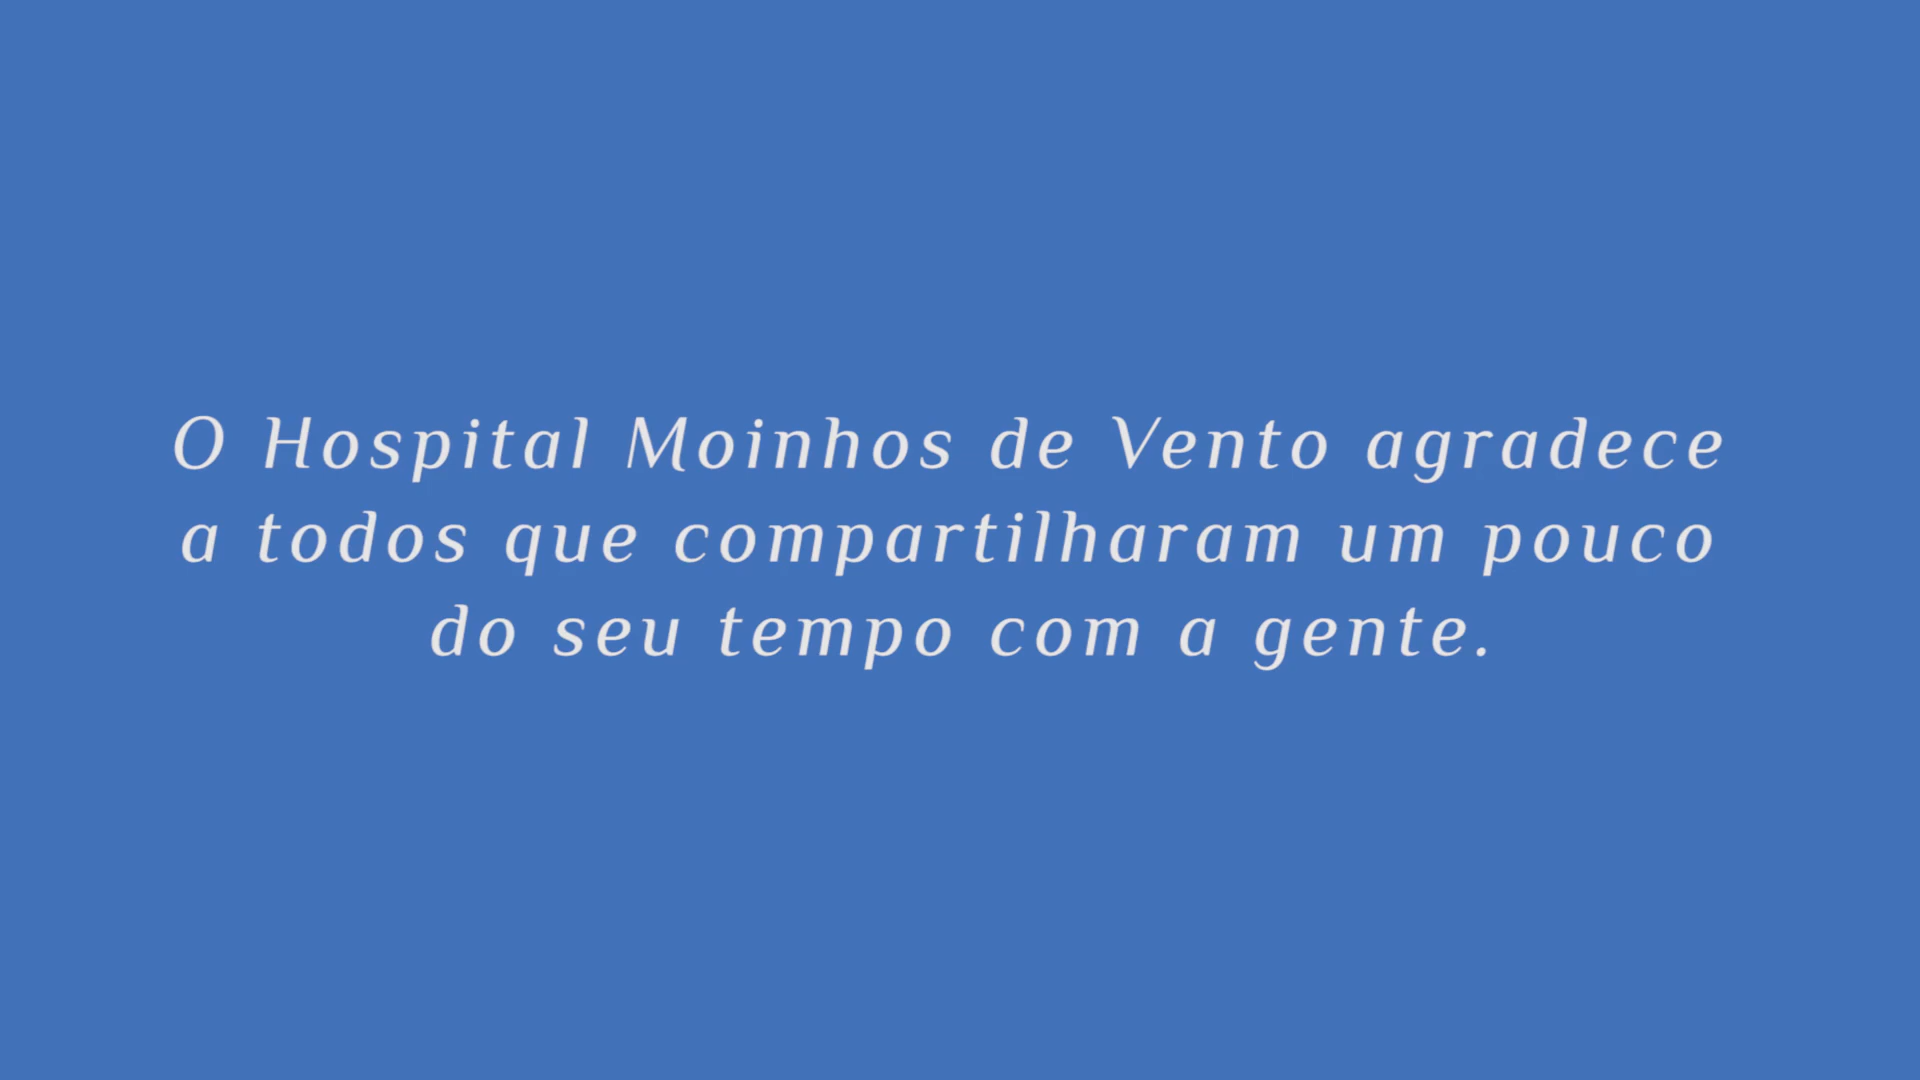 O Hospital Moinhos de Vento agradece
a todos que compartilharam um pouco
do seu tempo com a gente.